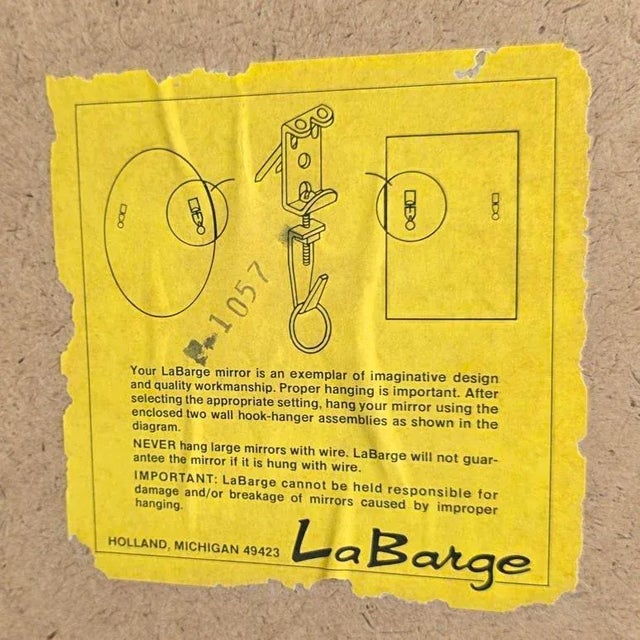 R-1057
Your LaBarge mirror is an exemplar of imaginative design
and quality workmanship. Proper hanging is important. After
selecting the appropriate setting, hang your mirror using the
enclosed two wall hook-hanger assemblies as shown in the
diagram.
NEVER hang large mirrors with wire. LaBarge will not guar-
antee the mirror if it is hung with wire.
IMPORTANT: LaBarge cannot be held responsible for
damage and/or breakage of mirrors caused by improper
hanging.
HOLLAND, MICHIGAN 49423 LaBarge